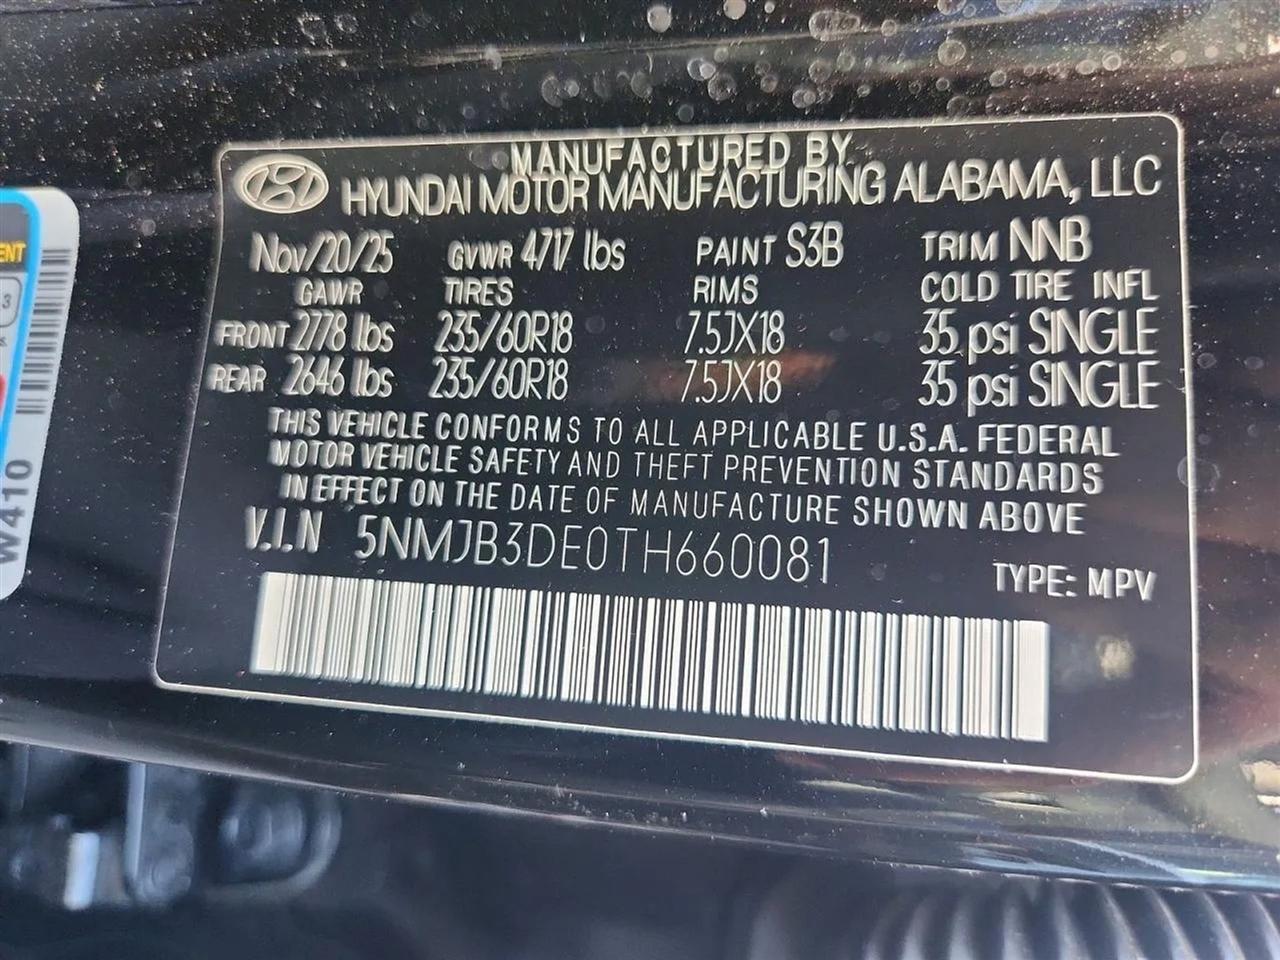 MANUFACTURED BY
HYUNDAI MOTOR MANUFACTURING ALABAMA, LLC
Nov/20/25 GVWR 4717 lbs PAINT S3B TRIM NNB
GAWR TIRES RIMS COLD TIRE INFL
FRONT 2778 lbs 235/60R18 7.5JX18 35 psi SINGLE
REAR 2646 lbs 235/60R18 7.5JX18 35 psi SINGLE
THIS VEHICLE CONFORMS TO ALL APPLICABLE U.S.A. FEDERAL
MOTOR VEHICLE SAFETY AND THEFT PREVENTION STANDARDS
IN EFFECT ON THE DATE OF MANUFACTURE SHOWN ABOVE
V.I.N 5NMJB3DE0TH660081
TYPE: MPV
3
W410